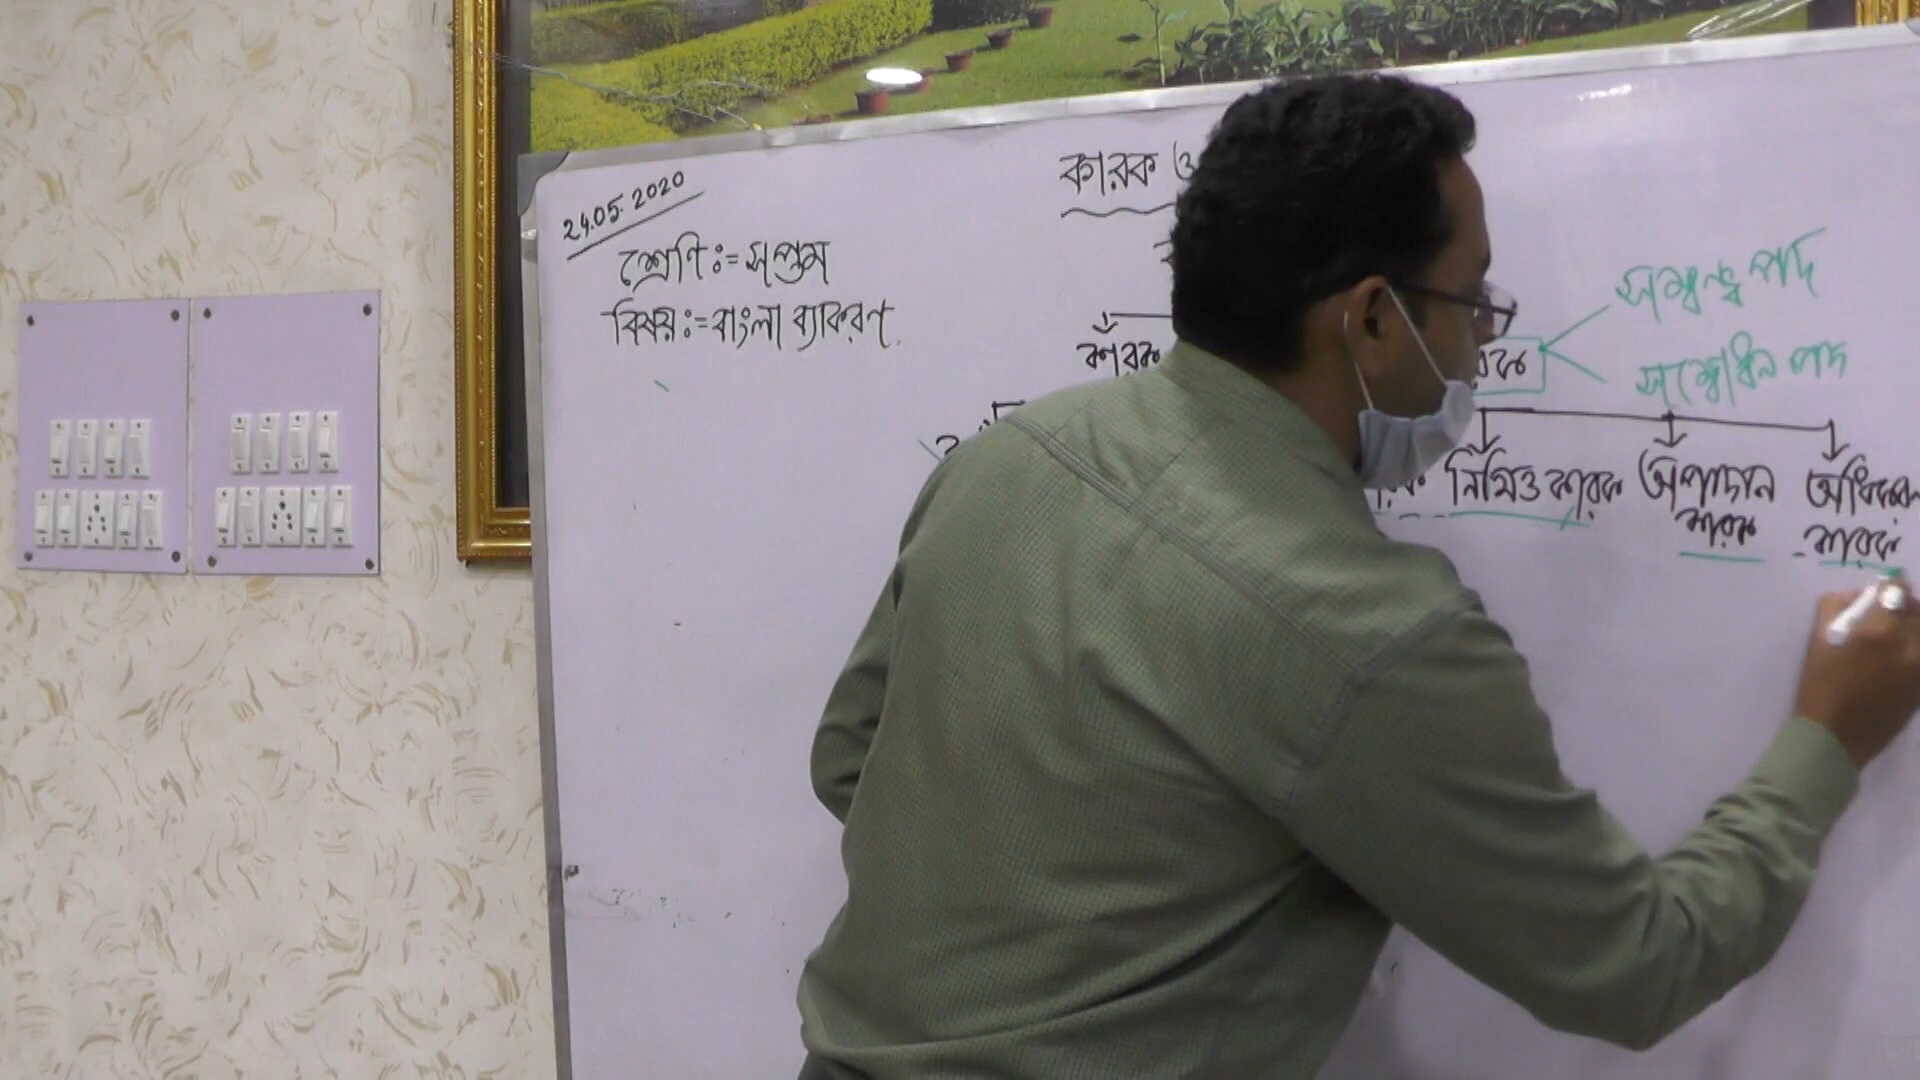 24.05.2020
কারক ও
শ্রেণি ঃ= সপ্তম
বিষয় ঃ= বাংলা ব্যাকরণ
সম্বন্ধ পদ
সম্বোধন পদ
কারক
নিমিত্ত কারক
অপাদান
কারক
অধিকরণ
কারক